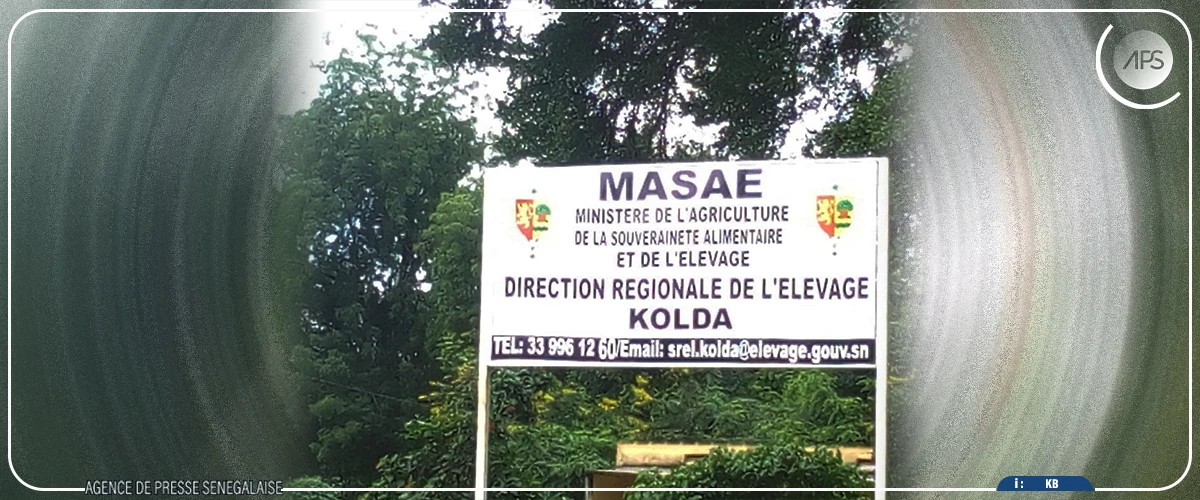 APS
MASAE
MINISTERE DE L'AGRICULTURE
DE LA SOUVERAINETE ALIMENTAIRE
ET DE L'ELEVAGE
DIRECTION REGIONALE DE L'ELEVAGE
KOLDA
TEL: 33 996 12 60/Email: srel.kolda@elevage.gouv.sn
AGENCE DE PRESSE SENEGALAISE
i : KB